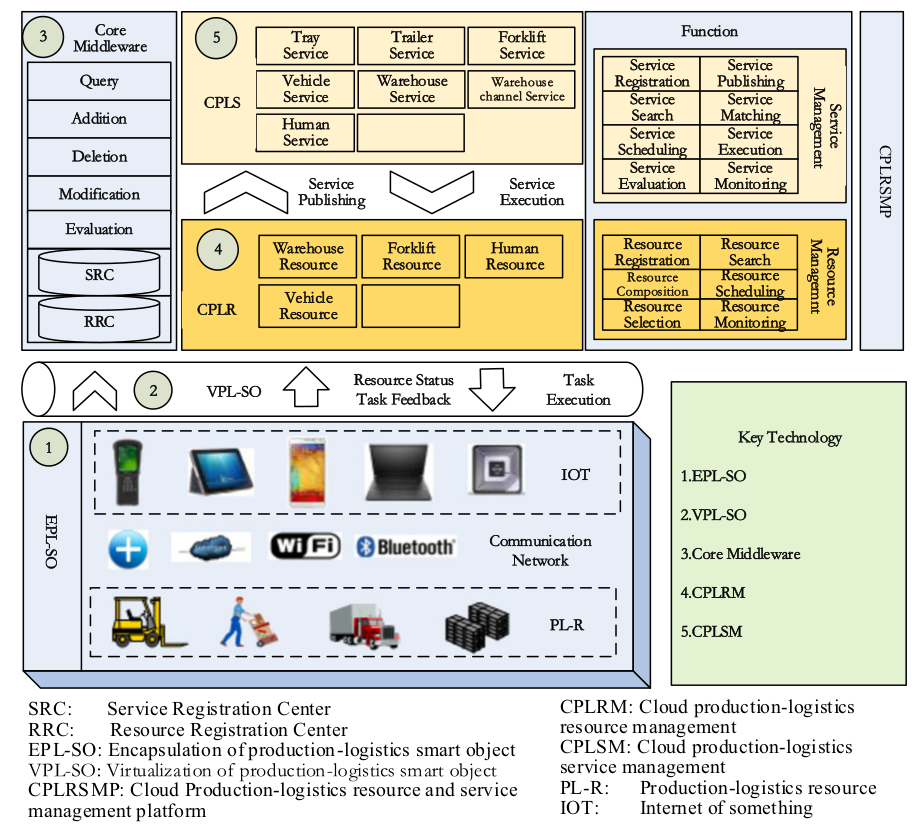 3
Core
Middleware
Query
Addition
Deletion
Modification
Evaluation
SRC
RRC
5
CPLS
Tray
Service
Trailer
Service
Forklift
Service
Vehicle
Service
Warehouse
Service
Warehouse
channel Service
Human
Service
Service
Publishing
Service
Execution
4
CPLR
Warehouse
Resource
Forklift
Resource
Human
Resource
Vehicle
Resource
Function
Service
Registration
Service
Publishing
Service
Search
Service
Matching
Service
Scheduling
Service
Execution
Service
Evaluation
Service
Monitoring
Service
Management
Resource
Registration
Resource
Search
Resource
Composition
Resource
Scheduling
Resource
Selection
Resource
Monitoring
Resource
Managemnt
CPLRSMP
2
VPL-SO
Resource Status
Task Feedback
Task
Execution
1
EPL-SO
IOT
WiFi
Bluetooth
Communication
Network
PL-R
Key Technology
1.EPL-SO
2.VPL-SO
3.Core Middleware
4.CPLRM
5.CPLSM
SRC: Service Registration Center
RRC: Resource Registration Center
EPL-SO: Encapsulation of production-logistics smart object
VPL-SO: Virtualization of production-logistics smart object
CPLRSMP: Cloud Production-logistics resource and service
management platform
CPLRM: Cloud production-logistics
resource management
CPLSM: Cloud production-logistics
service management
PL-R: Production-logistics resource
IOT: Internet of something